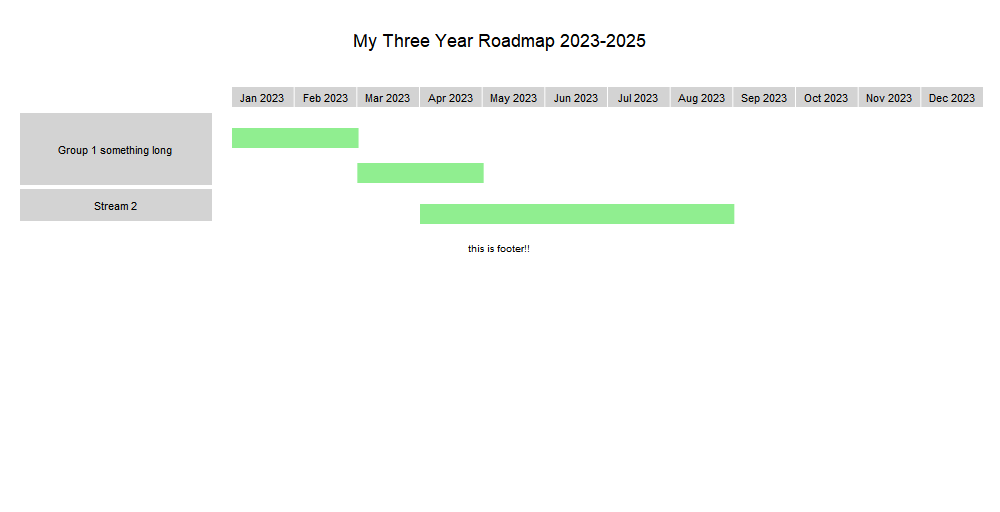 My Three Year Roadmap 2023-2025
Jan 2023 Feb 2023 Mar 2023 Apr 2023 May 2023 Jun 2023 Jul 2023 Aug 2023 Sep 2023 Oct 2023 Nov 2023 Dec 2023
Group 1 something long
Stream 2
this is footer!!